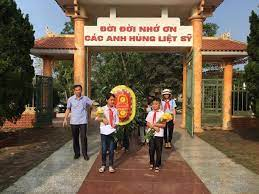 ĐỜI ĐỜI NHỚ ƠN
CÁC ANH HÙNG LIỆT SỸ